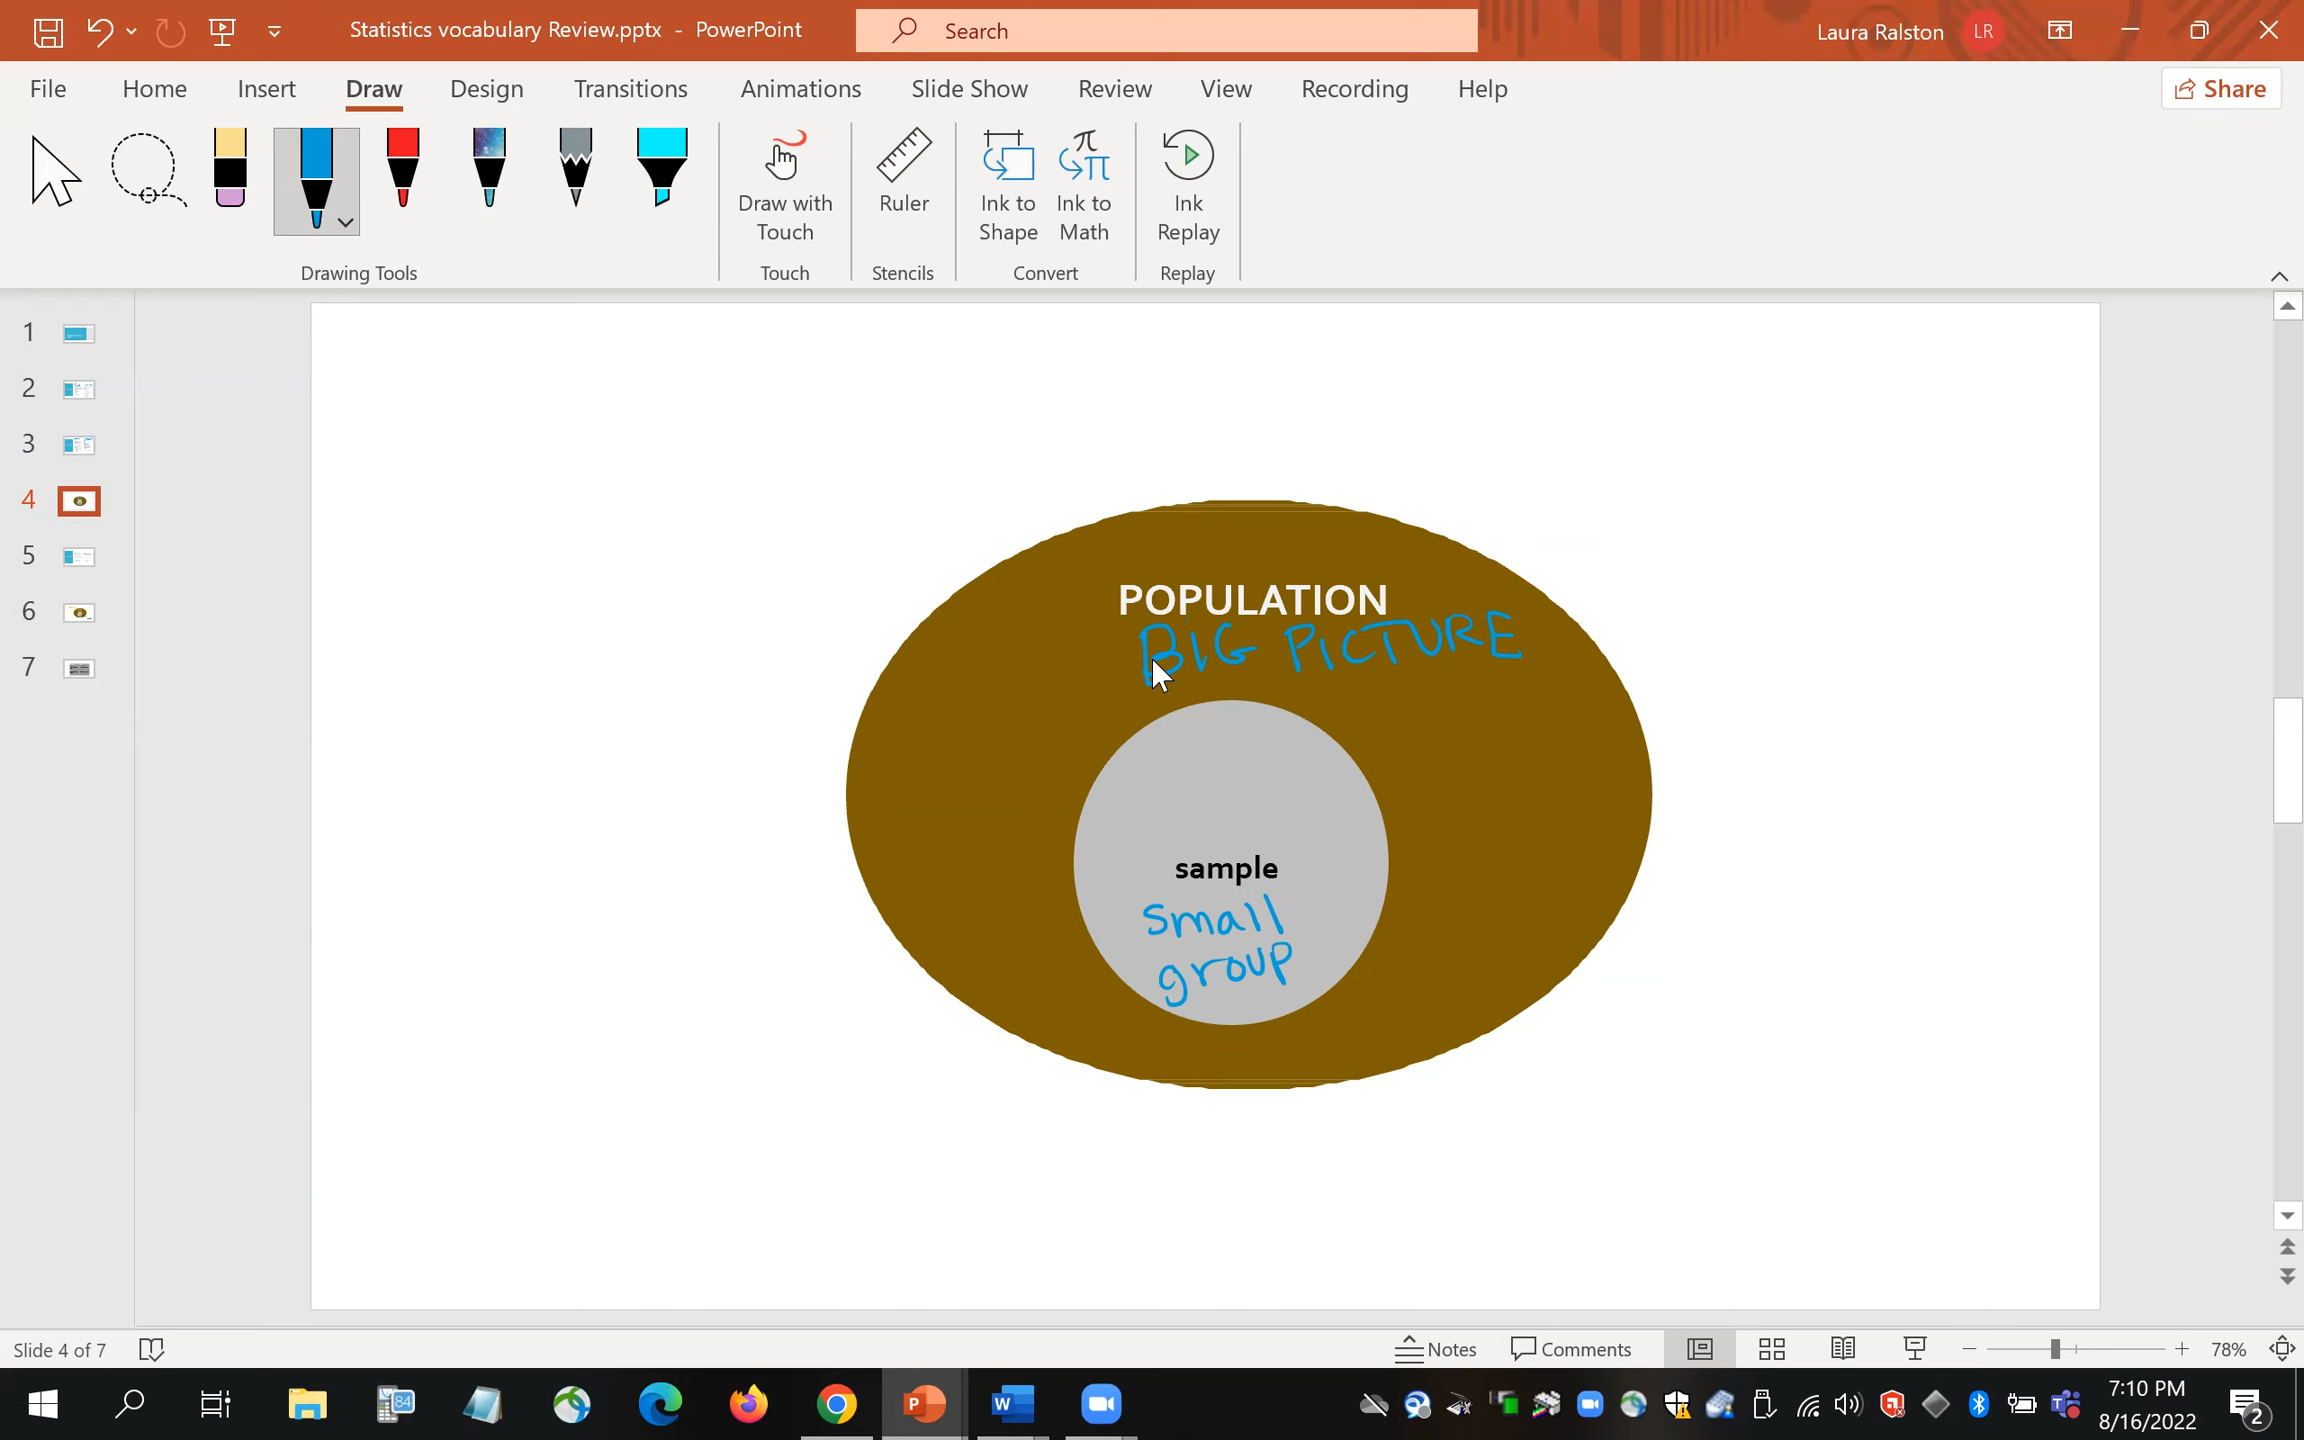 Statistics vocabulary Review.pptx - PowerPoint
Search
Laura Ralston LR
File Home Insert Draw Design Transitions Animations Slide Show Review View Recording Help
Share
Draw with Touch
Ruler
Ink to Shape
Ink to Math
Ink Replay
Drawing Tools
Touch
Stencils
Convert
Replay
1
2
3
4
5
6
7
POPULATION
BIG PICTURE
sample
small
group
Slide 4 of 7
Notes
Comments
78%
84
7:10 PM
8/16/2022
2